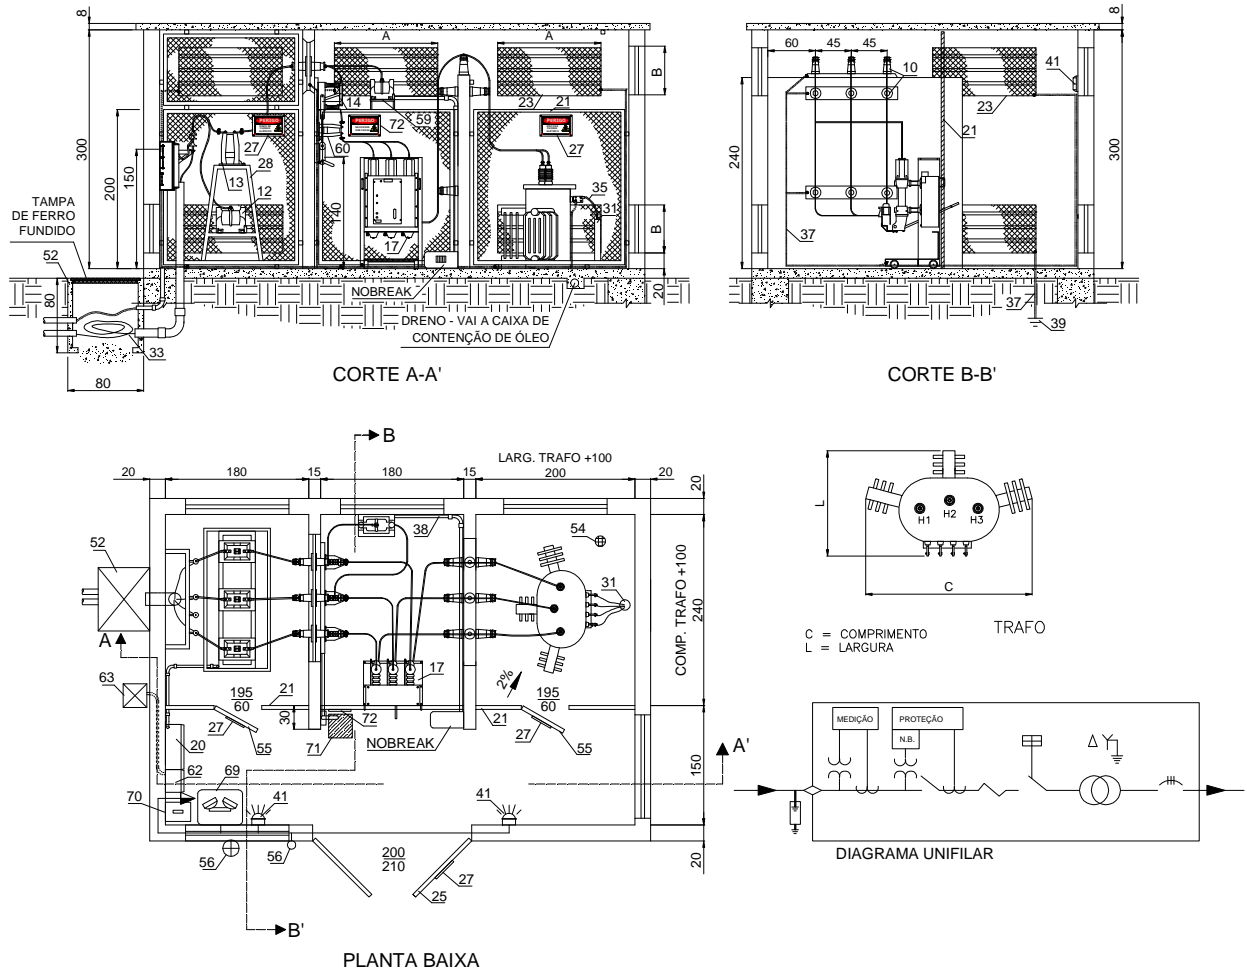 8
A
A
B
14
59
23
21
PERIGO
PERIGO
72
PERIGO
27
60
27
28
13
12
35
31
300
200
150
140
17
B
TAMPA
DE FERRO
FUNDIDO
52
80
33
80
NOBREAK
DRENO - VAI A CAIXA DE
CONTENÇÃO DE ÓLEO
20
CORTE A-A'
8
60
45
45
10
41
23
21
240
300
37
37
39
CORTE B-B'
B
LARG. TRAFO +100
20
180
15
180
15
200
20
20
52
38
54
31
A
63
COMP. TRAFO +100
240
17
2%
195
60
21
30
72
71
NOBREAK
21
195
60
27
55
27
55
20
62
69
70
41
41
A'
150
56
56
200
210
27
25
20
B'
PLANTA BAIXA
L
H1
H2
H3
C
C = COMPRIMENTO
L = LARGURA
TRAFO
MEDIÇÃO
PROTEÇÃO
N.B.
DIAGRAMA UNIFILAR